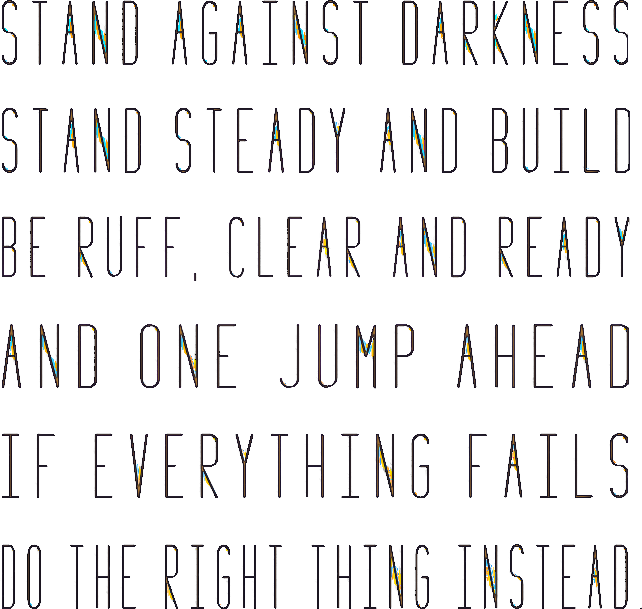 STAND AGAINST DARKNESS
STAND STEADY AND BUILD
BE RUFF, CLEAR AND READY
AND ONE JUMP AHEAD
IF EVERYTHING FAILS
DO THE RIGHT THING INSTEAD